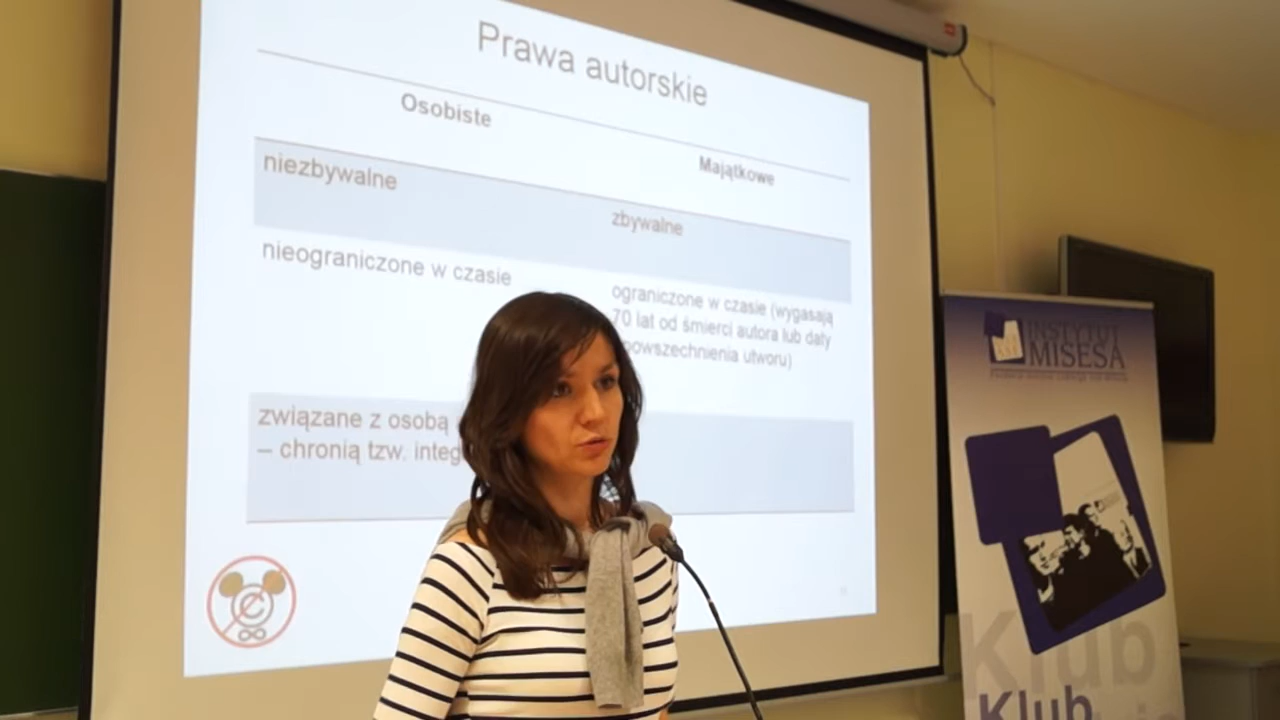 Prawa autorskie
Osobiste
Majątkowe
niezbywalne
zbywalne
nieograniczone w czasie
ograniczone w czasie (wygasają
70 lat od śmierci autora lub daty
powszechnienia utworu)
związane z osobą
– chronią tzw. integ
INSTYTUT
MISESA
Klub
Klub